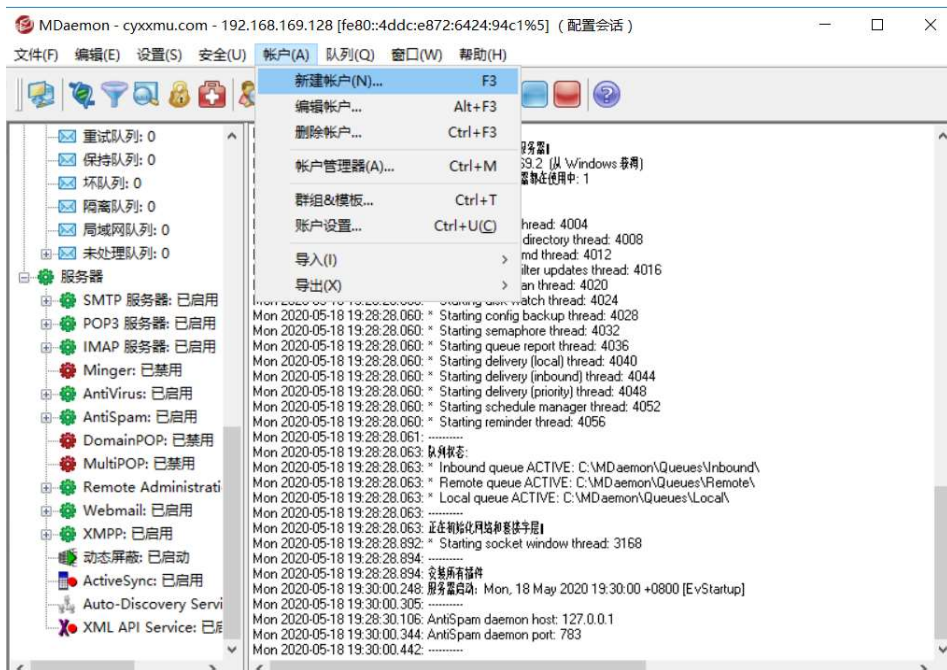 MDaemon - cyxxmu.com - 192.168.169.128 [fe80::4ddc:e872:6424:94c1%5] (配置会话)
文件(F) 编辑(E) 设置(S) 安全(U) 帐户(A) 队列(Q) 窗口(W) 帮助(H)
新建帐户(N)... F3
编辑帐户... Alt+F3
删除帐户... Ctrl+F3
帐户管理器(A)... Ctrl+M
群组&模板... Ctrl+T
账户设置... Ctrl+U(C)
导入(I)
导出(X)
重试队列: 0
保持队列: 0
坏队列: 0
隔离队列: 0
局域网队列: 0
未处理队列: 0
服务器
SMTP 服务器: 已启用
POP3 服务器: 已启用
IMAP 服务器: 已启用
Minger: 已禁用
AntiVirus: 已启用
AntiSpam: 已启用
DomainPOP: 已禁用
MultiPOP: 已禁用
Remote Administrati
Webmail: 已启用
XMPP: 已启用
动态屏蔽: 已启动
ActiveSync: 已启用
Auto-Discovery Servi
XML API Service: 已启
服务器
69.2 (从 Windows 获得)
器都在使用中: 1
hread: 4004
directory thread: 4008
md thread: 4012
ilter updates thread: 4016
an thread: 4020
watch thread: 4024
Mon 2020-05-18 19:28:28.060: * Starting config backup thread: 4028
Mon 2020-05-18 19:28:28.060: * Starting semaphore thread: 4032
Mon 2020-05-18 19:28:28.060: * Starting queue report thread: 4036
Mon 2020-05-18 19:28:28.060: * Starting delivery (local) thread: 4040
Mon 2020-05-18 19:28:28.060: * Starting delivery (inbound) thread: 4044
Mon 2020-05-18 19:28:28.060: * Starting delivery (priority) thread: 4048
Mon 2020-05-18 19:28:28.060: * Starting schedule manager thread: 4052
Mon 2020-05-18 19:28:28.060: * Starting reminder thread: 4056
Mon 2020-05-18 19:28:28.061: ----------
Mon 2020-05-18 19:28:28.063: 队列状态:
Mon 2020-05-18 19:28:28.063: * Inbound queue ACTIVE: C:\MDaemon\Queues\Inbound\
Mon 2020-05-18 19:28:28.063: * Remote queue ACTIVE: C:\MDaemon\Queues\Remote\
Mon 2020-05-18 19:28:28.063: * Local queue ACTIVE: C:\MDaemon\Queues\Local\
Mon 2020-05-18 19:28:28.063: ----------
Mon 2020-05-18 19:28:28.063: 正在初始化网络和套接字层
Mon 2020-05-18 19:28:28.892: * Starting socket window thread: 3168
Mon 2020-05-18 19:28:28.894: ----------
Mon 2020-05-18 19:28:28.894: 安装所有插件
Mon 2020-05-18 19:30:00.248: 服务器启动: Mon, 18 May 2020 19:30:00 +0800 [EvStartup]
Mon 2020-05-18 19:30:00.305: ----------
Mon 2020-05-18 19:28:30.106: AntiSpam daemon host: 127.0.0.1
Mon 2020-05-18 19:30:00.344: AntiSpam daemon port: 783
Mon 2020-05-18 19:30:00.442: ----------